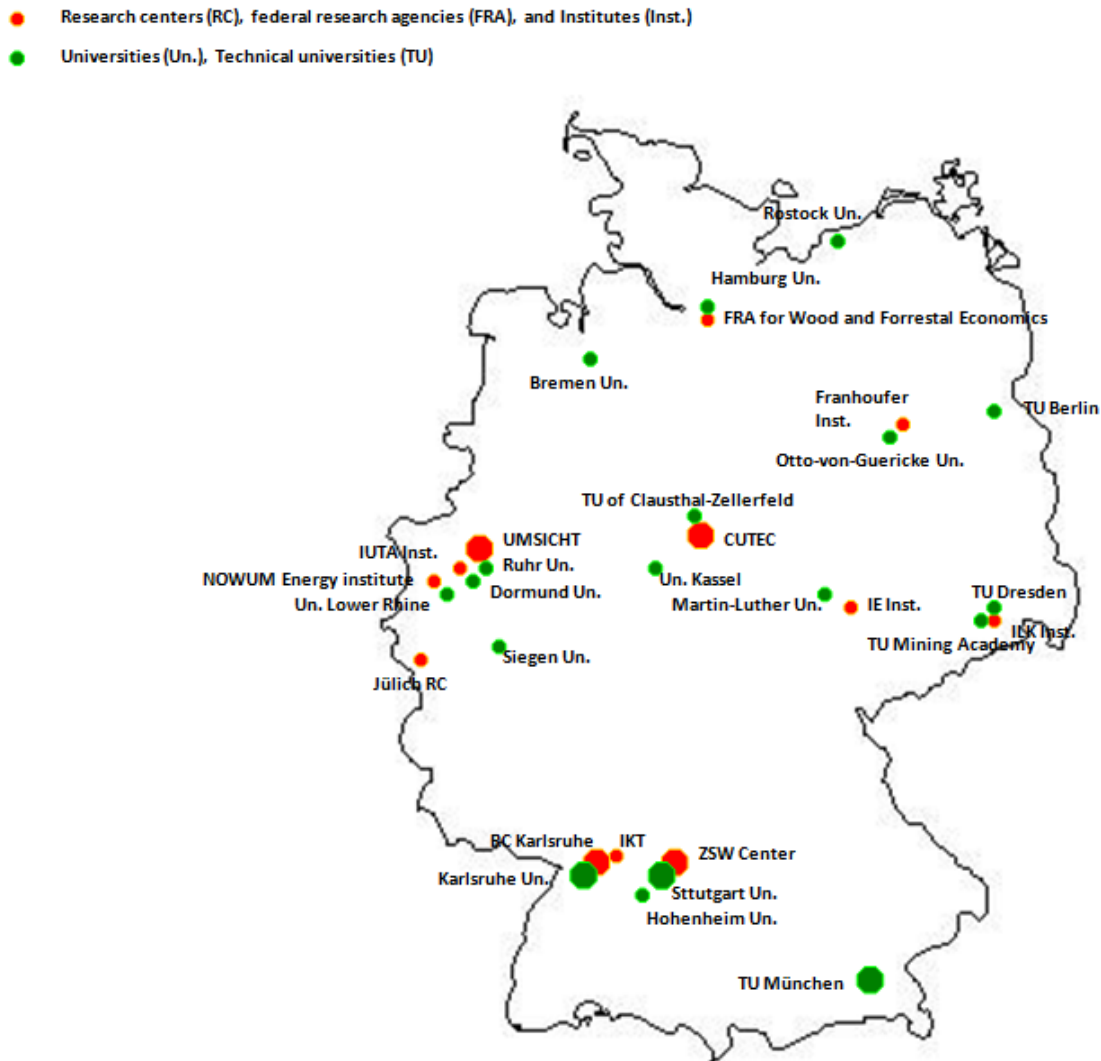 Research centers (RC), federal research agencies (FRA), and Institutes (Inst.)
Universities (Un.), Technical universities (TU)
Rostock Un.
Hamburg Un.
FRA for Wood and Forrestal Economics
Bremen Un.
Franhoufer
Inst.
TU Berlin
Otto-von-Guericke Un.
TU of Clausthal-Zellerfeld
UMSICHT
CUTEC
IUTA Inst.
Ruhr Un.
NOWUM Energy institute
Un. Kassel
Dormund Un.
TU Dresden
Un. Lower Rhine
Martin-Luther Un.
IE Inst.
ILK Inst.
TU Mining Academy
Siegen Un.
Jülich RC
RC Karlsruhe
IKT
ZSW Center
Karlsruhe Un.
Sttutgart Un.
Hohenheim Un.
TU München